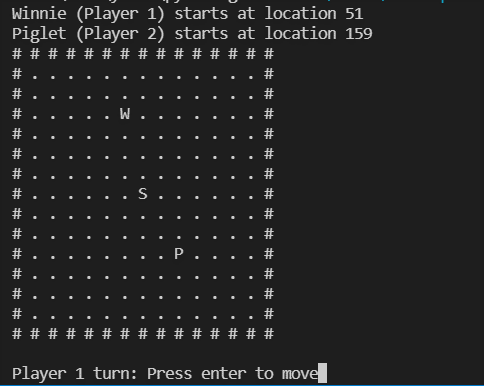 Winnie (Player 1) starts at location 51
Piglet (Player 2) starts at location 159
# # # # # # # # # # # # # # #
# . . . . . . . . . . . . . #
# . . . . . . . . . . . . . #
# . . . . . W . . . . . . . #
# . . . . . . . . . . . . . #
# . . . . . . . . . . . . . #
# . . . . . . . . . . . . . #
# . . . . . . S . . . . . . #
# . . . . . . . . . . . . . #
# . . . . . . . . . . . . . #
# . . . . . . . . P . . . . #
# . . . . . . . . . . . . . #
# . . . . . . . . . . . . . #
# . . . . . . . . . . . . . #
# # # # # # # # # # # # # # #
Player 1 turn: Press enter to move